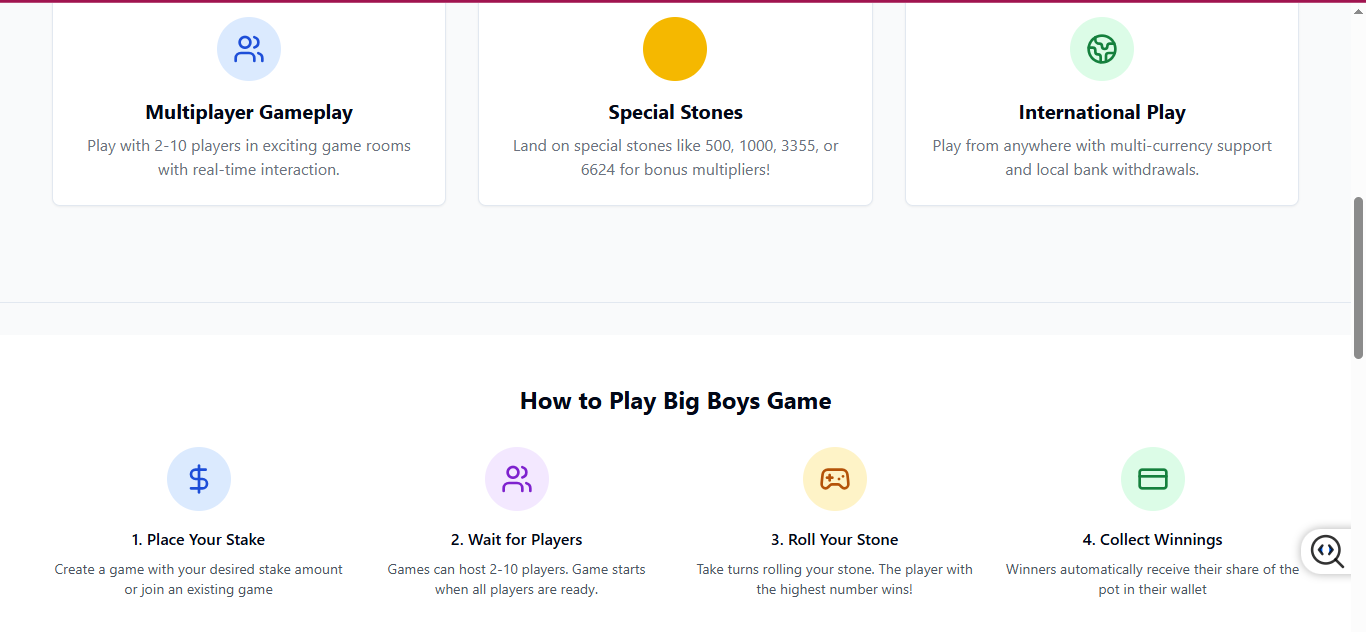 Multiplayer Gameplay
Play with 2-10 players in exciting game rooms
with real-time interaction.
Special Stones
Land on special stones like 500, 1000, 3355, or
6624 for bonus multipliers!
International Play
Play from anywhere with multi-currency support
and local bank withdrawals.
How to Play Big Boys Game
1. Place Your Stake
Create a game with your desired stake amount
or join an existing game
2. Wait for Players
Games can host 2-10 players. Game starts
when all players are ready.
3. Roll Your Stone
Take turns rolling your stone. The player with
the highest number wins!
4. Collect Winnings
Winners automatically receive their share of the
pot in their wallet